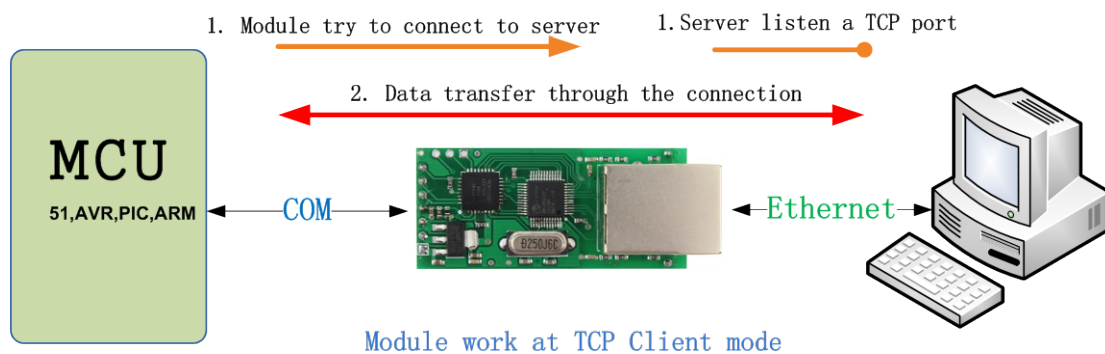 1. Module try to connect to server
1.Server listen a TCP port
2. Data transfer through the connection
MCU
51,AVR,PIC,ARM
COM
Ð250J6C
Ethernet
Module work at TCP Client mode